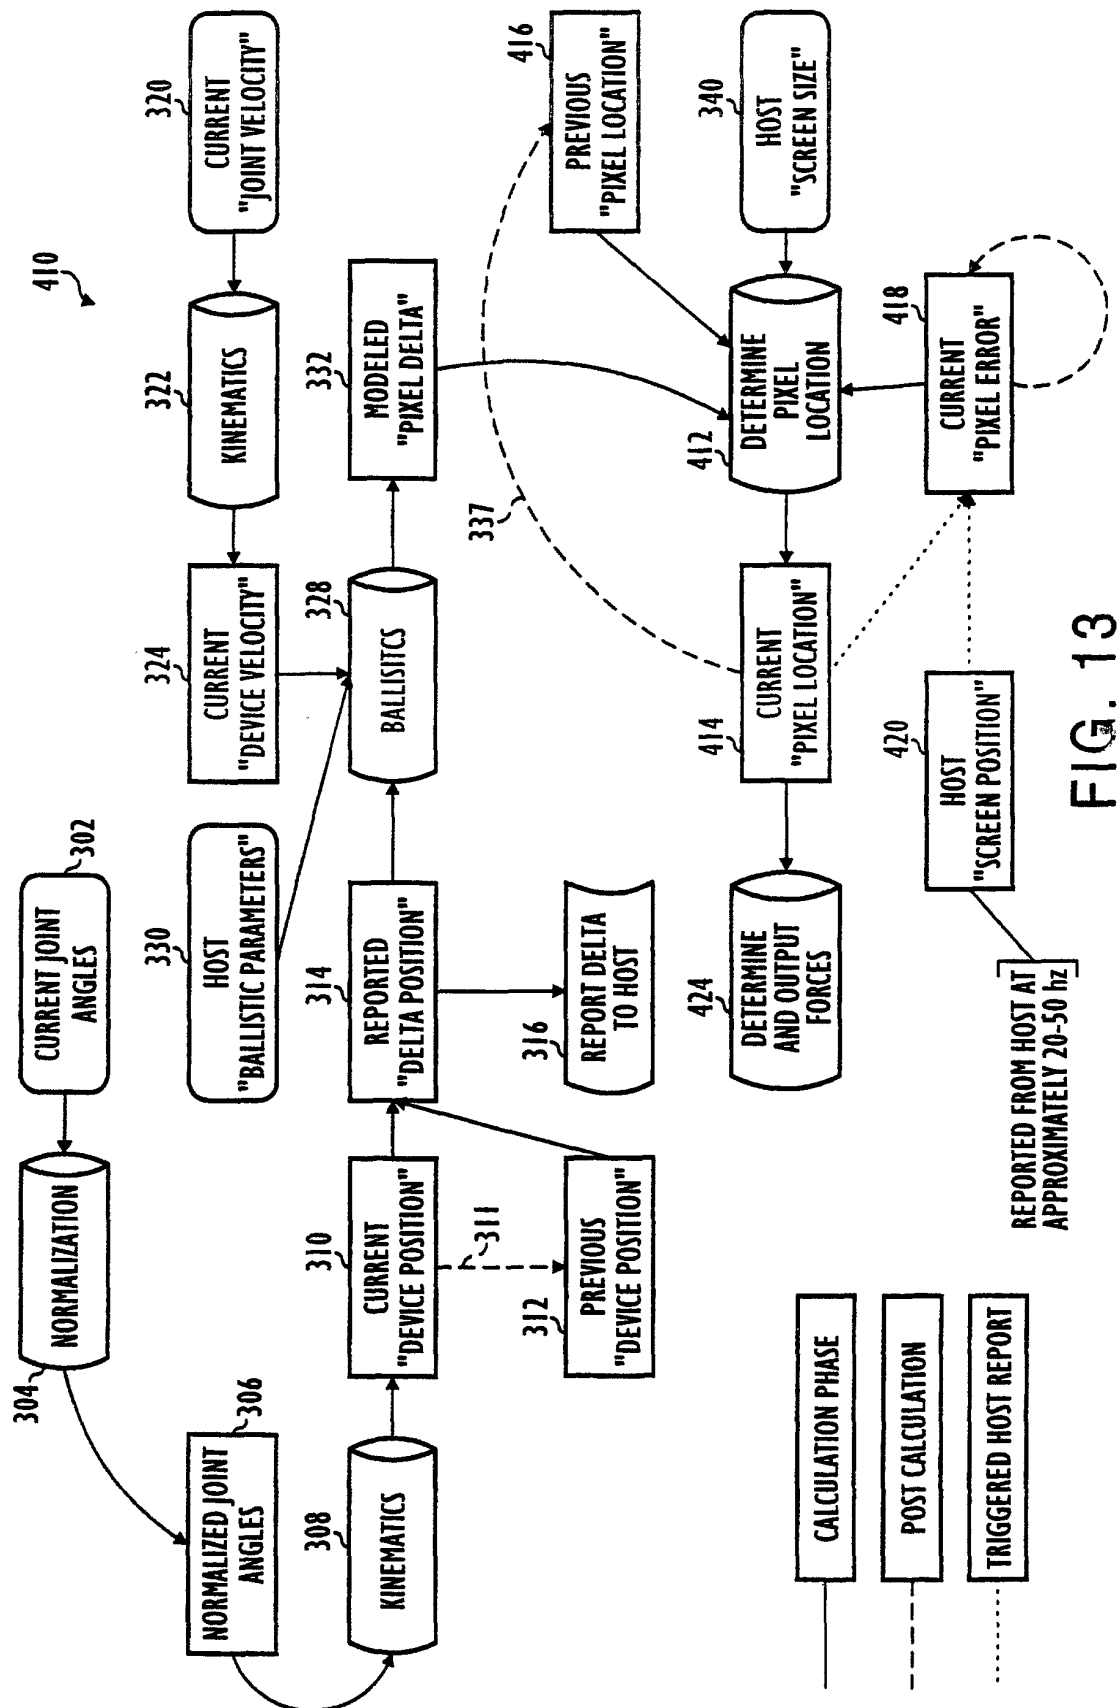 410
302
CURRENT JOINT
ANGLES
304
NORMALIZATION
306
NORMALIZED JOINT
ANGLES
308
KINEMATICS
310
CURRENT
"DEVICE POSITION"
311
312
PREVIOUS
"DEVICE POSITION"
314
REPORTED
"DELTA POSITION"
316
REPORT DELTA
TO HOST
320
CURRENT
"JOINT VELOCITY"
322
KINEMATICS
324
CURRENT
"DEVICE VELOCITY"
330
HOST
"BALLISTIC PARAMETERS"
328
BALLISITCS
332
MODELED
"PIXEL DELTA"
337
416
PREVIOUS
"PIXEL LOCATION"
340
HOST
"SCREEN SIZE"
412
DETERMINE
PIXEL
LOCATION
414
CURRENT
"PIXEL LOCATION"
418
CURRENT
"PIXEL ERROR"
420
HOST
"SCREEN POSITION"
424
DETERMINE
AND OUTPUT
FORCES
REPORTED FROM HOST AT
APPROXIMATELY 20-50 hz
CALCULATION PHASE
POST CALCULATION
TRIGGERED HOST REPORT
FIG. 13